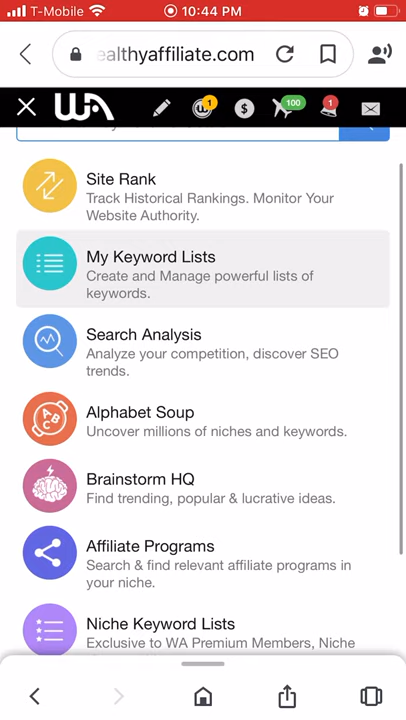 T-Mobile 10:44 PM
ealthyaffiliate.com
WA 1 $ 100 1
Site Rank
Track Historical Rankings. Monitor Your
Website Authority.
My Keyword Lists
Create and Manage powerful lists of
keywords.
Search Analysis
Analyze your competition, discover SEO
trends.
ABC
Alphabet Soup
Uncover millions of niches and keywords.
Brainstorm HQ
Find trending, popular & lucrative ideas.
Affiliate Programs
Search & find relevant affiliate programs in
your niche.
Niche Keyword Lists
Exclusive to WA Premium Members, Niche